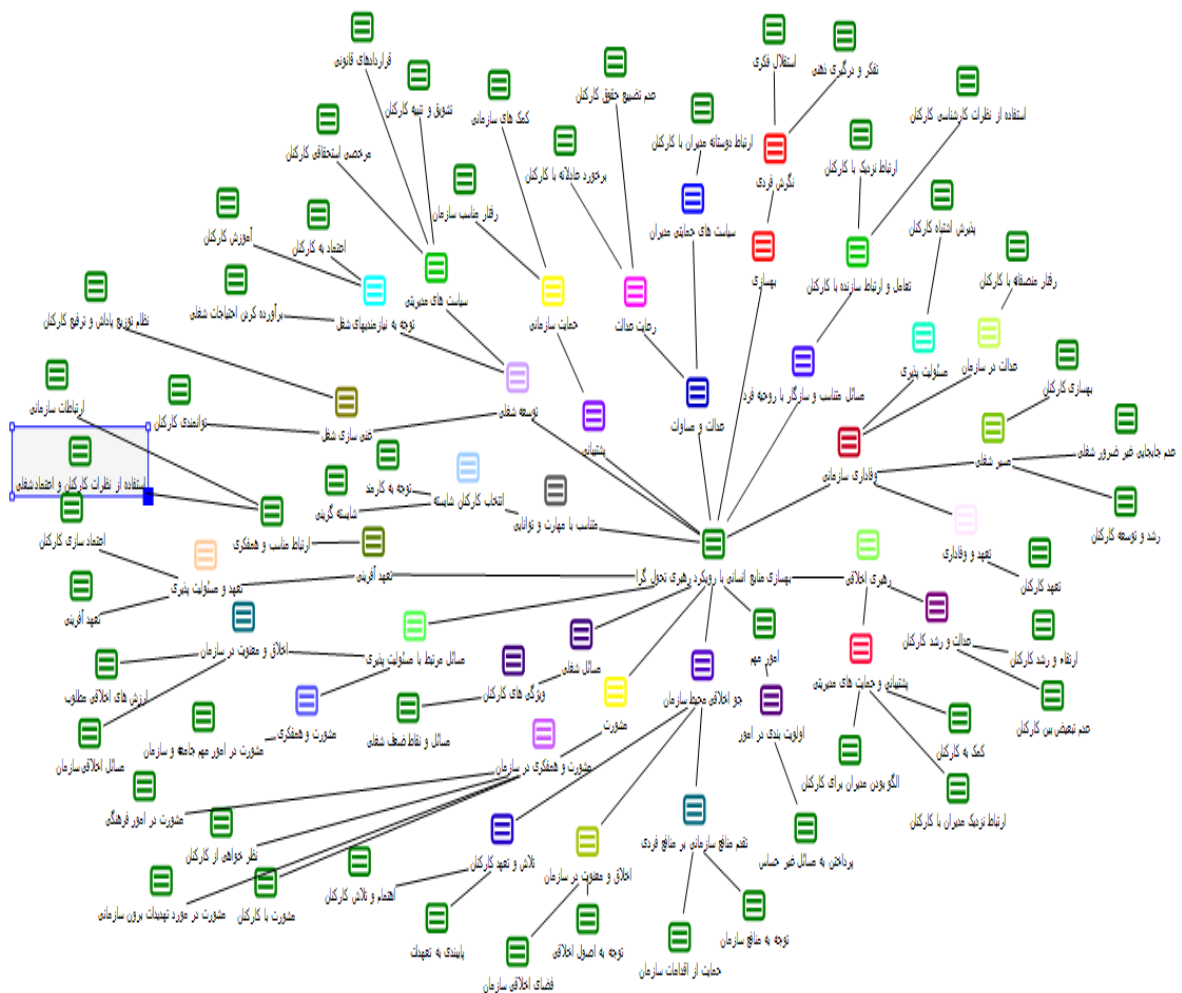 قراردادهای قانونی
استقلال فکری
تفکر و درگیری ذهنی
تشویق و تنبیه کارکنان
کمک های سازمانی
عدم تضییع حقوق کارکنان
استفاده از نظرات کارشناسی کارکنان
مرخصی استحقاقی کارکنان
ارتباط دوستانه مدیران با کارکنان
برخورد عادلانه با کارکنان
نگرش فردی
ارتباط نزدیک با کارکنان
رفتار مناسب سازمان
پذیرش اشتباه کارکنان
آموزش کارکنان
اعتماد به کارکنان
سیاست های حمایتی مدیران
رفتار منصفانه با کارکنان
بهسازی
تعامل و ارتباط سازنده با کارکنان
سیاست های مدیریتی
برآورده کردن احتیاجات شغلی
نظام توزیع پاداش و ترفیع کارکنان
توجه به نیازمندیهای شغل
حمایت سازمانی
رعایت عدالت
مسئولیت پذیری
عدالت در سازمان
بهسازی کارکنان
مسائل متناسب و سازگار با روحیه فرد
ارتباطات سازمانی
توانمندی کارکنان
غنی سازی شغل
توسعه شغلی
پشتیبانی
عدالت و مساوات
وفاداری سازمانی
مسیر شغلی
عدم جابجایی غیر ضرور شغلی
استفاده از نظرات کارکنان و اعتمادشغلی
شایسته گزینی
توجه به کارمند
انتخاب کارکنان شایسته
متناسب با مهارت و توانایی
رشد و توسعه کارکنان
اعتماد سازی کارکنان
ارتباط مناسب و همفکری
تعهد و وفاداری
تعهد آفرینی
تعهد و مسئولیت پذیری
تعهد آفرینی
بهسازی منابع انسانی با رویکرد رهبری تحول گرا
رهبری اخلاقی
تعهد کارکنان
اخلاق و معنوت در سازمان
مسائل مرتبط با مسئولیت پذیری
مسائل شغلی
امور مهم
عدالت و رشد کارکنان
ارتقاء و رشد کارکنان
ارزش های اخلاقی مطلوب
ویژگی های کارکنان
جو اخلاقی محیط سازمان
پشتیبانی و حمایت های مدیریتی
عدم تبعیض بین کارکنان
مسائل اخلاقی سازمان
مشورت در امور مهم جامعه و سازمان
مشورت و همفکری
مسائل و نقاط ضعف شغلی
مشورت
اولویت بندی در امور
کمک به کارکنان
مشورت و همفکری در سازمان
الگو بودن مدیران برای کارکنان
ارتباط نزدیک مدیران با کارکنان
مشورت در امور فرهنگی
نظر خواهی از کارکنان
تلاش و تعهد کارکنان
تقدم منافع سازمانی بر منافع فردی
پرداختن به مسائل غیر حساس
اهتمام و تلاش کارکنان
اخلاق و معنوت در سازمان
مشورت در مورد تهدیدات برون سازمانی
مشورت با کارکنان
پایبندی به تعهدات
توجه به اصول اخلاقی
توجه به منافع سازمان
فضای اخلاقی سازمان
حمایت از اقدامات سازمان